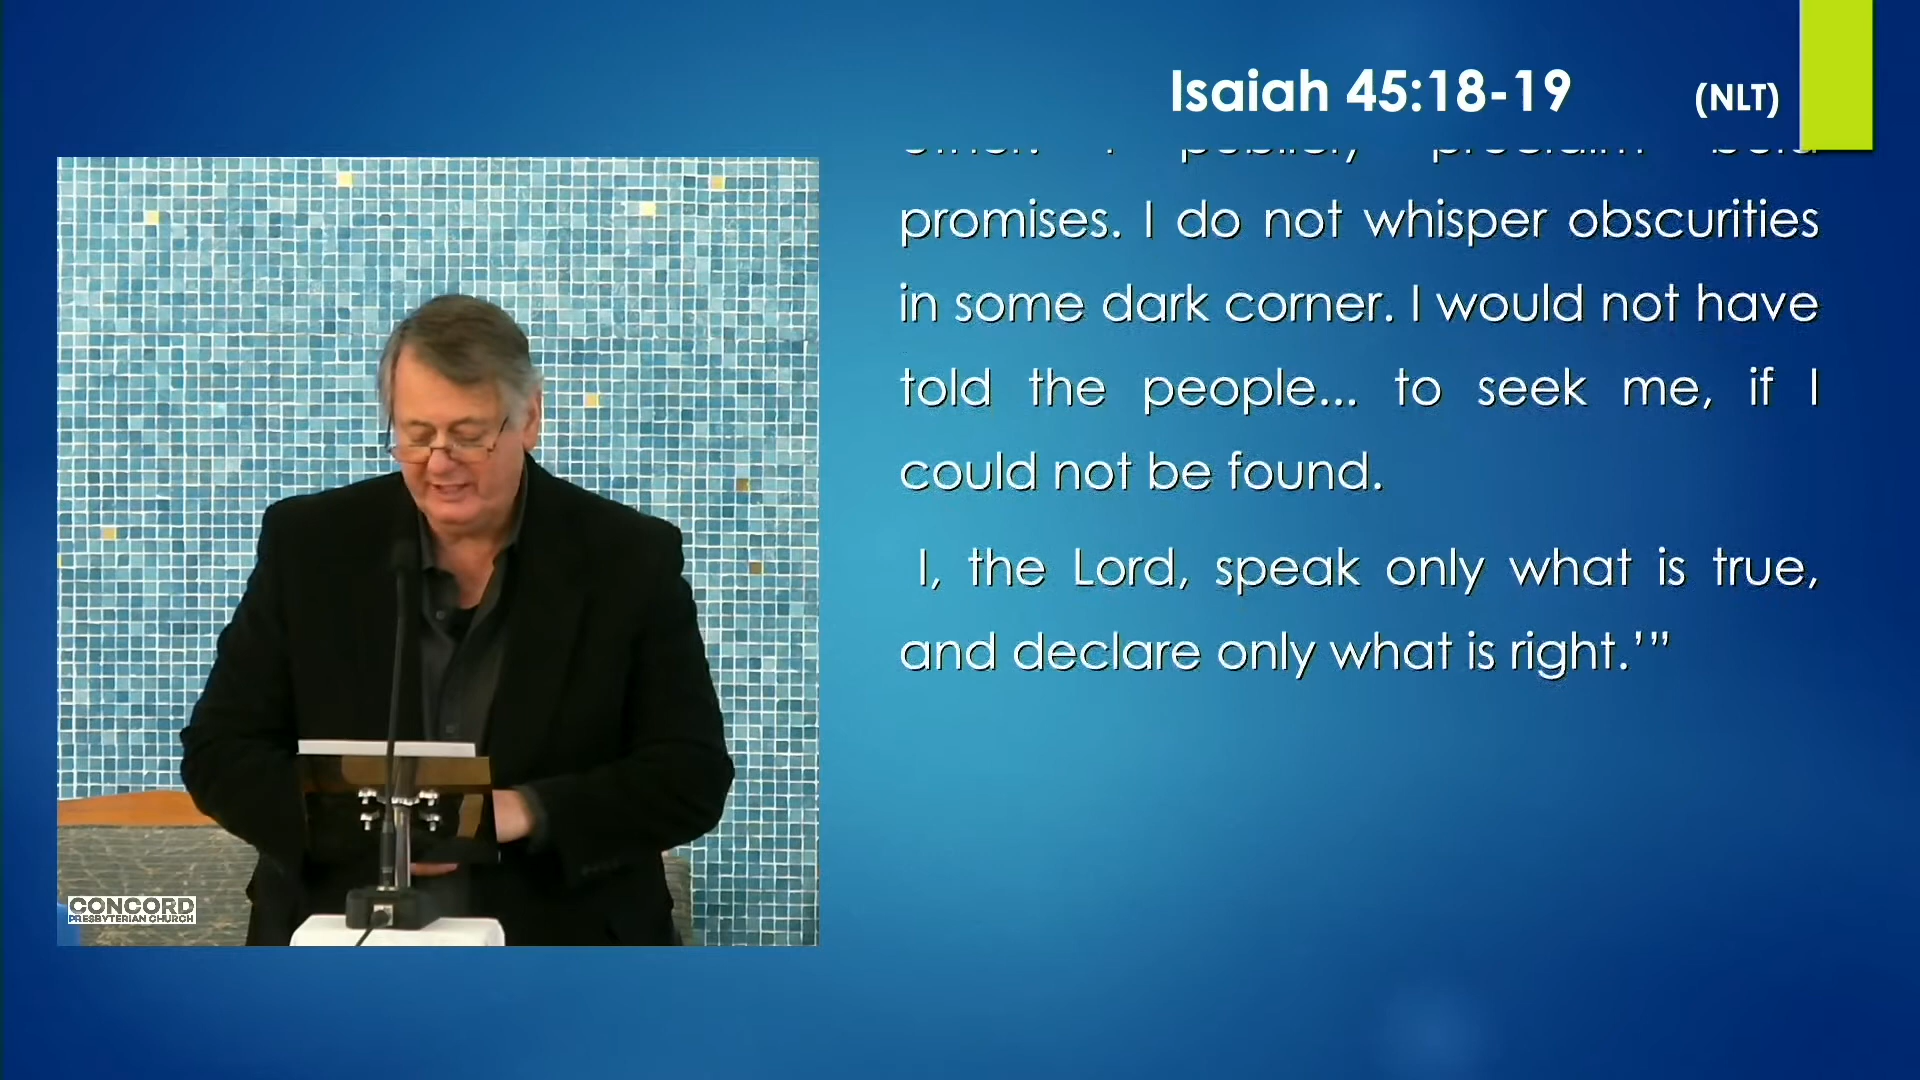 Isaiah 45:18-19 (NLT)
promises. I do not whisper obscurities
in some dark corner. I would not have
told the people... to seek me, if I
could not be found.
I, the Lord, speak only what is true,
and declare only what is right.’”
CONCORD
PRESBYTERIAN CHURCH